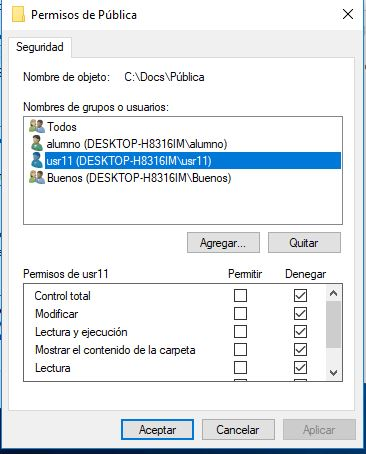 Permisos de Pública
Seguridad
Nombre de objeto: C:\Docs\Pública
Nombres de grupos o usuarios:
Todos
alumno (DESKTOP-H8316IM\alumno)
usr11 (DESKTOP-H8316IM\usr11)
Buenos (DESKTOP-H8316IM\Buenos)
Agregar... Quitar
Permisos de usr11 Permitir Denegar
Control total
Modificar
Lectura y ejecución
Mostrar el contenido de la carpeta
Lectura
Aceptar Cancelar Aplicar